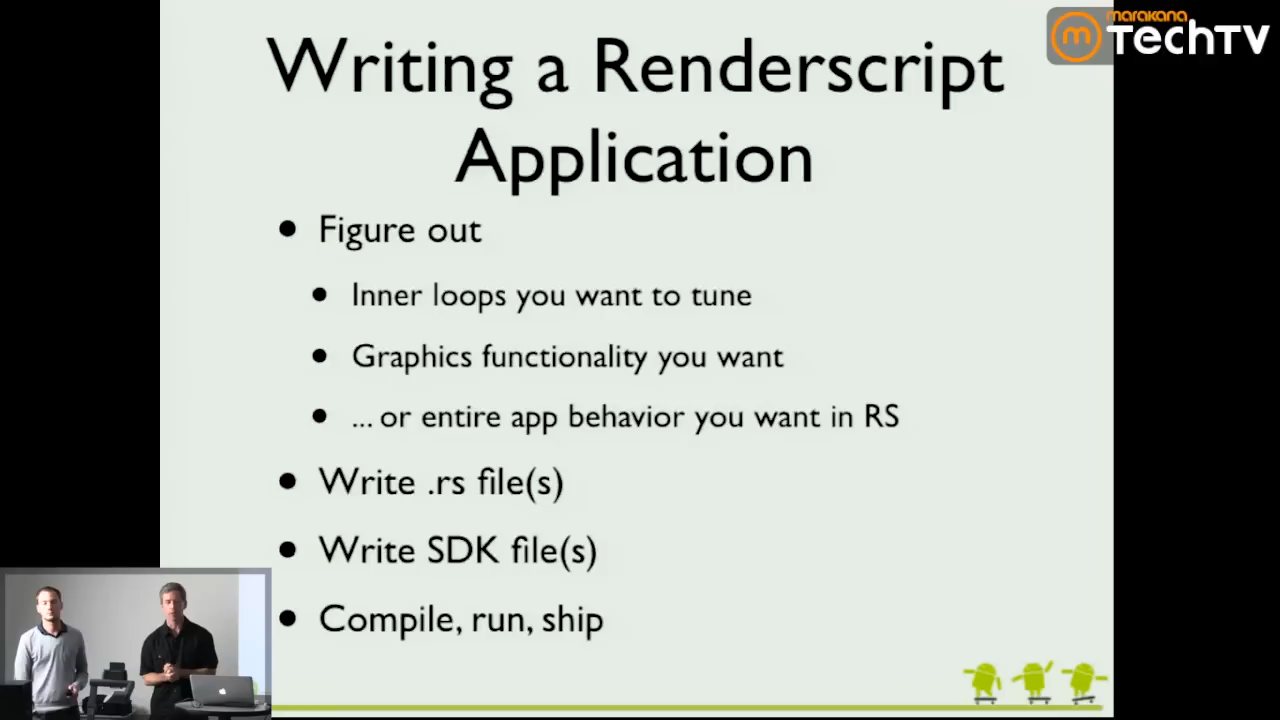 marakana
TechTV
Writing a Renderscript
Application
• Figure out
• Inner loops you want to tune
• Graphics functionality you want
• ... or entire app behavior you want in RS
• Write .rs file(s)
• Write SDK file(s)
• Compile, run, ship